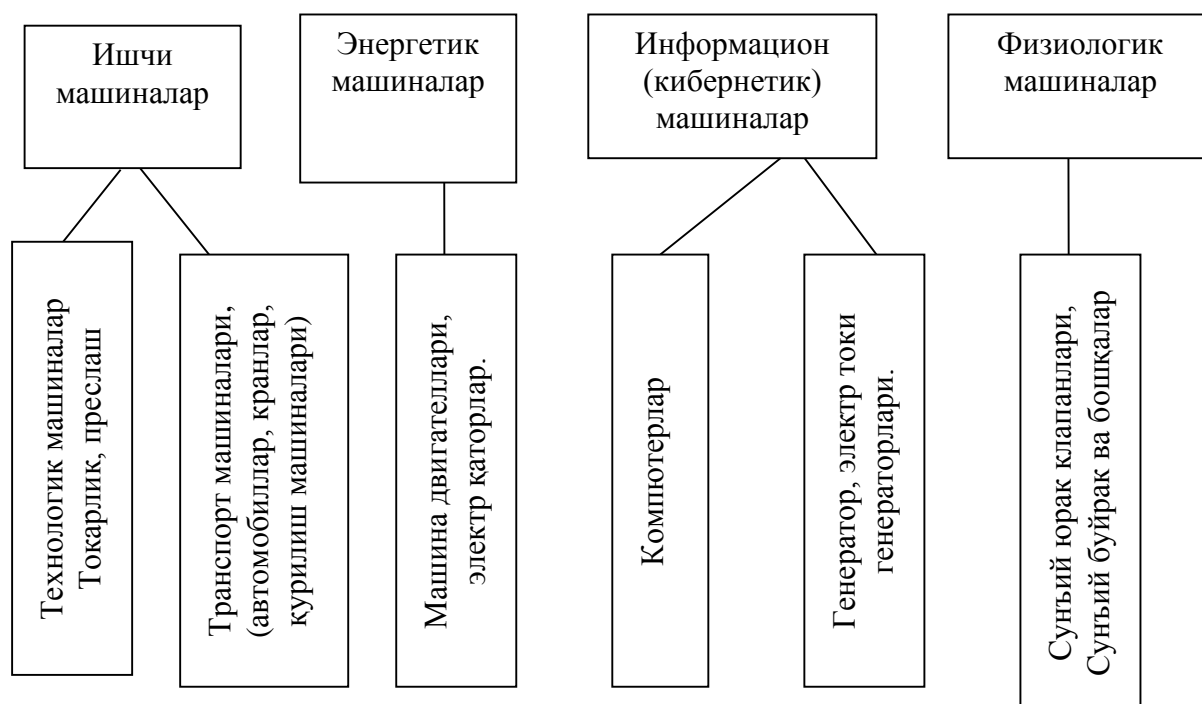 Ишчи
машиналар
Энергетик
машиналар
Информацион
(кибернетик)
машиналар
Физиологик
машиналар
Технологик машиналар
Токарлик, преслаш
Транспорт машиналари,
(автомобиллар, кранлар,
қурилиш машиналари)
Машина двигателлари,
электр қаторлар.
Компютерлар
Генератор, электр токи
генераторлари.
Сунъий юрак клапанлари,
Сунъий буйрак ва бошқалар